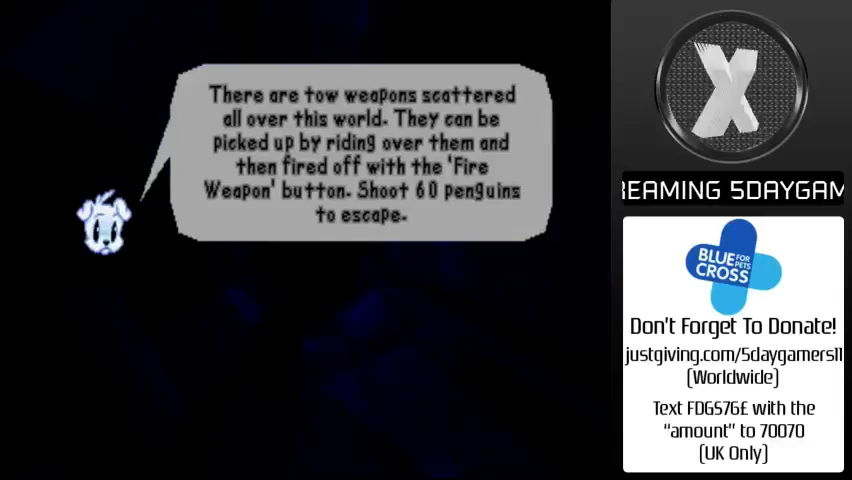 There are tow weapons scattered
all over this world. They can be
picked up by riding over them and
then fired off with the 'Fire
Weapon' button. Shoot 60 penguins
to escape.
X
REAMING 5DAYGAM
BLUE FOR PETS
CROSS
Don't Forget To Donate!
justgiving.com/5daygamers11
(Worldwide)
Text FDGS76E with the
"amount" to 70070
(UK Only)